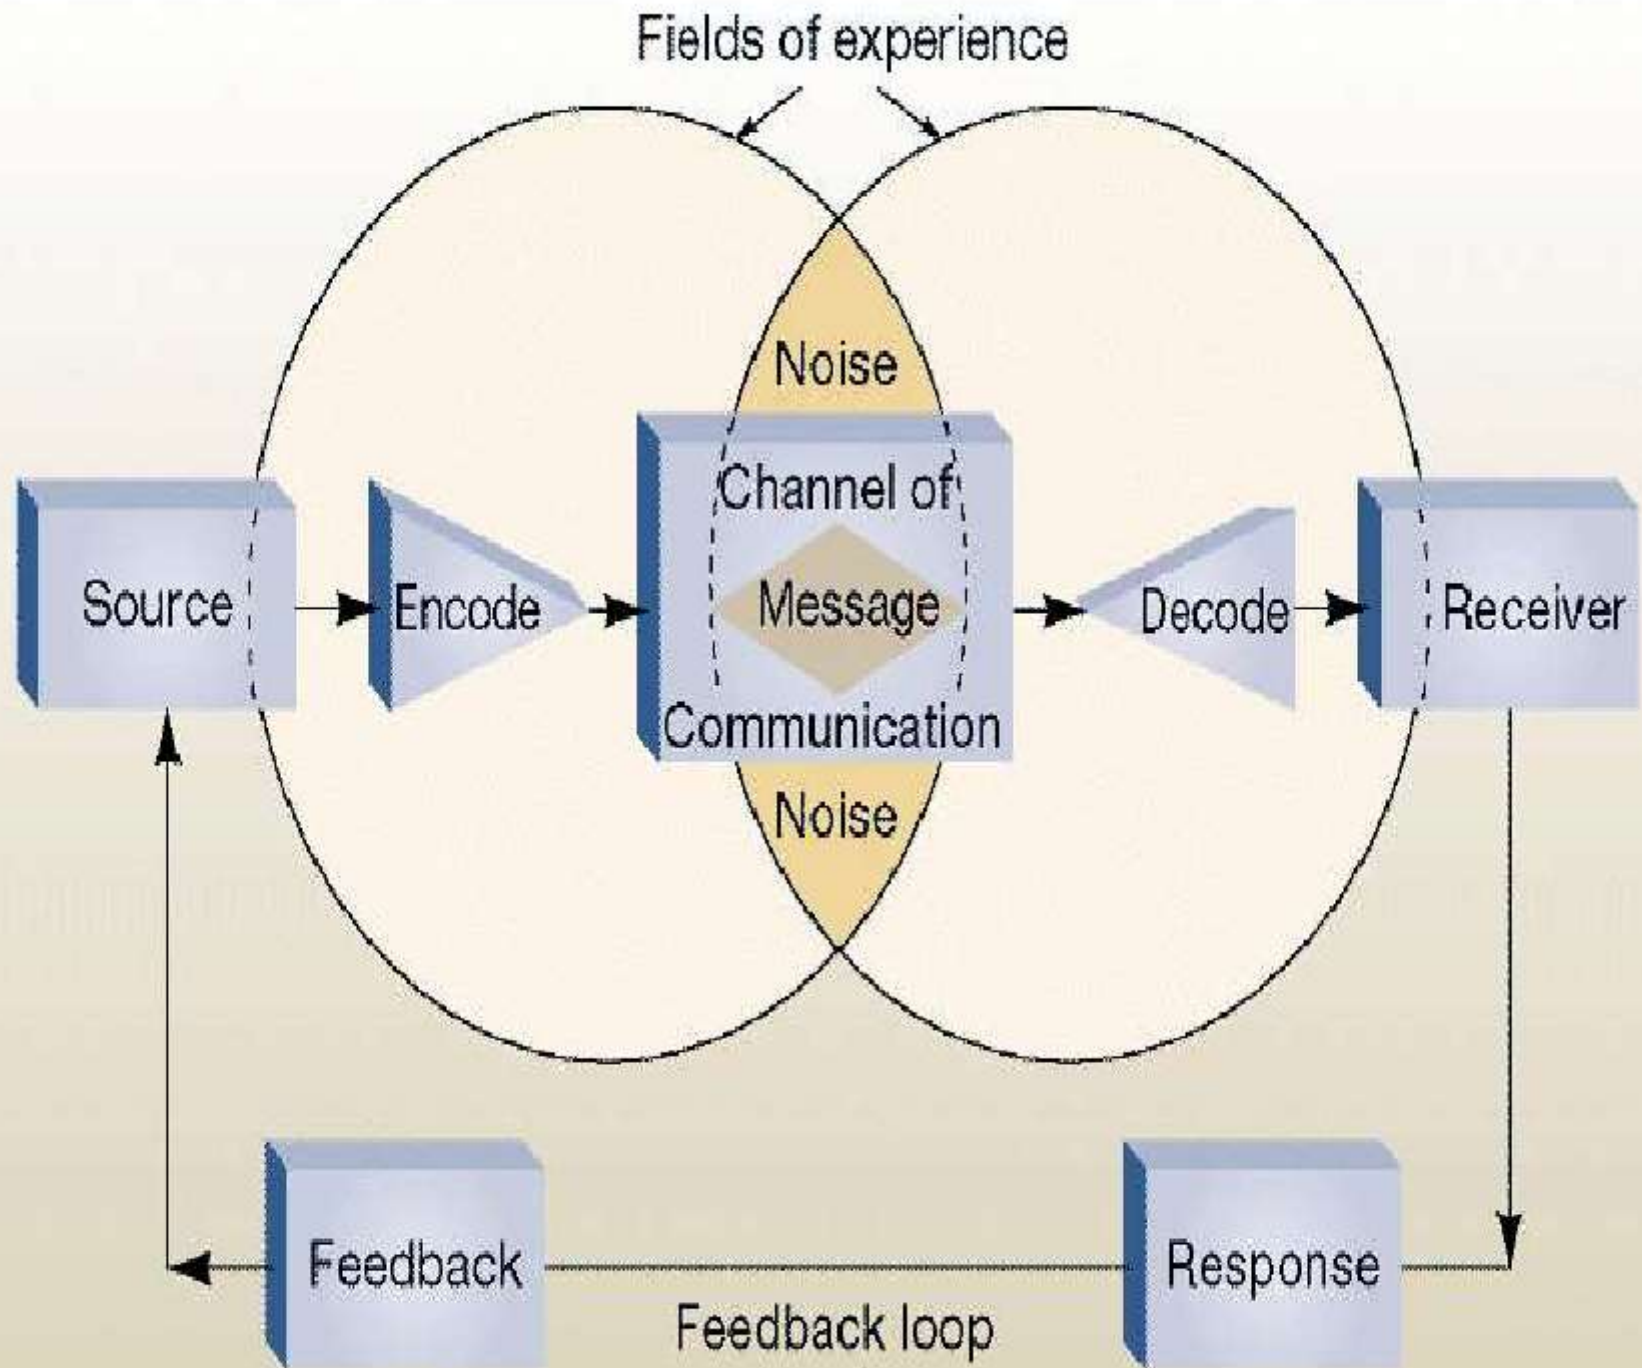 Fields of experience
Noise
Channel of
Source
Encode
Message
Decode
Receiver
Communication
Noise
Feedback
Response
Feedback loop